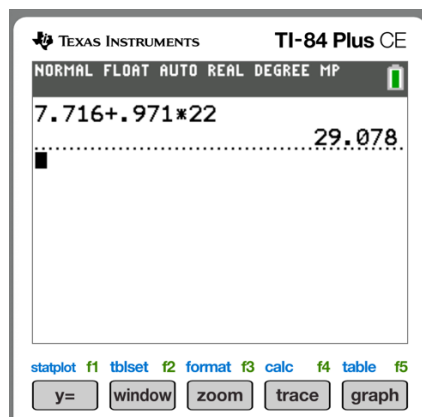 TEXAS INSTRUMENTS TI-84 Plus CE
NORMAL FLOAT AUTO REAL DEGREE MP
7.716+.971*22
29.078
statplot f1 tblset f2 format f3 calc f4 table f5
y= window zoom trace graph